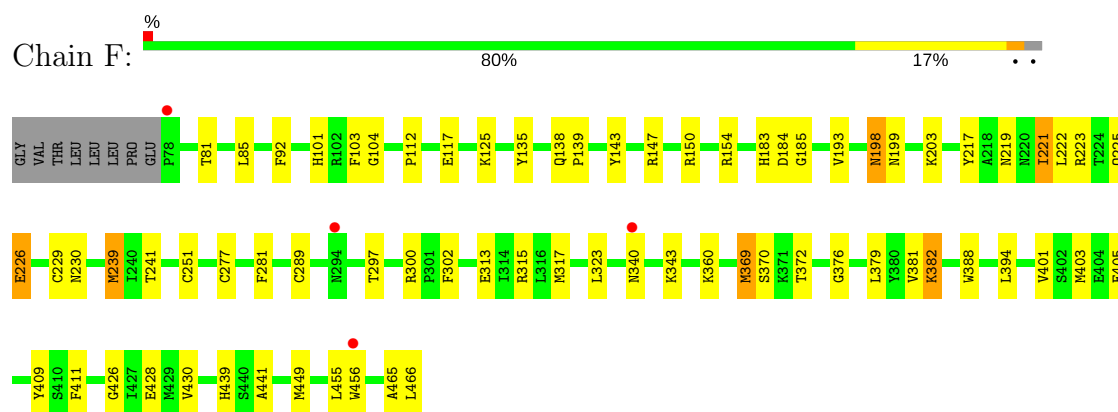 %
Chain F:
80% 17% • •
GLY VAL THR LEU LEU LEU PRO GLU P78 T81 L85 F92 H101 R102 F103 G104 P112 E117 K125 Y135 Q138 P139 Y143 R147 R150 R154 H183 D184 G185 V193 N198 N199 K203 Y217 A218 N219 N220 I221 L222 R223 T224
E226 C229 N230 M239 I240 T241 C251 C277 F281 C289 N294 T297 R300 P301 F302 E313 I314 R315 L316 M317 L323 N340 K343 K360 M369 S370 K371 T372 G376 L379 Y380 V381 K382 W388 L394 V401 S402 M403 E404
Y409 S410 F411 G426 I427 E428 M429 V430 H439 S440 A441 M449 L455 W456 A465 L466